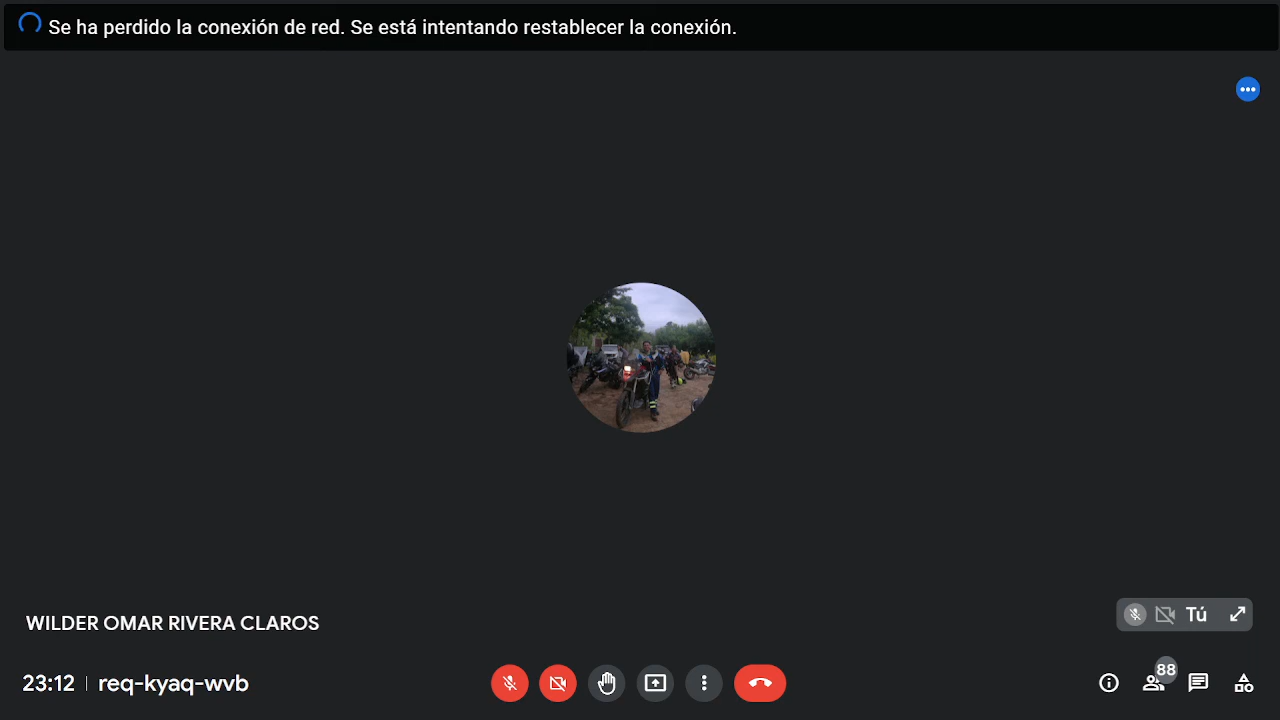 Se ha perdido la conexión de red. Se está intentando restablecer la conexión.
WILDER OMAR RIVERA CLAROS
Tú
23:12 | req-kyaq-wvb
88